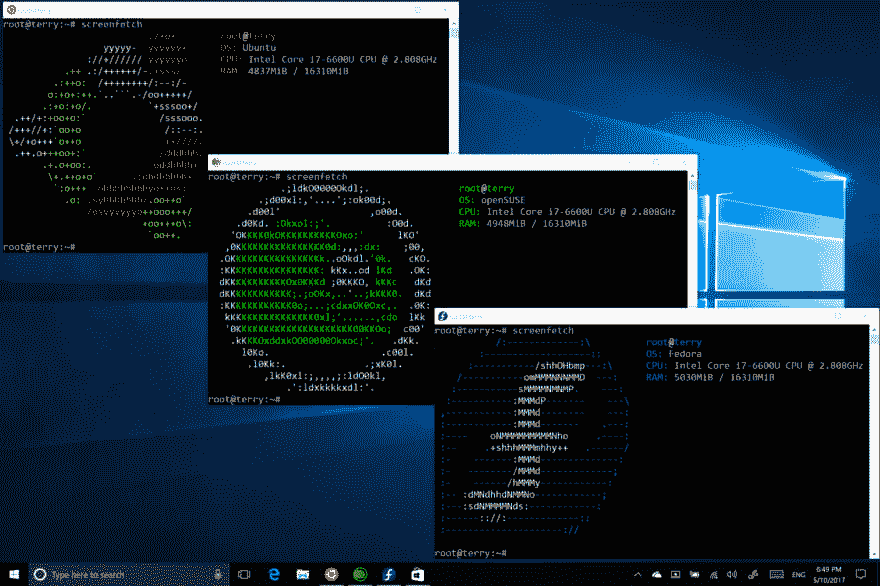 root@terry:~# screenfetch
root@terry
OS: Ubuntu
CPU: Intel Core i7-6600U CPU @ 2.808GHz
RAM: 4837MiB / 16310MiB
root@terry:~#
root@terry:~# screenfetch
root@terry
OS: openSUSE
CPU: Intel Core i7-6600U CPU @ 2.808GHz
RAM: 4948MiB / 16310MiB
root@terry:~#
root@terry:~# screenfetch
root@terry
OS: Fedora
CPU: Intel Core i7-6600U CPU @ 2.808GHz
RAM: 5030MiB / 16310MiB
root@terry:~#
Type here to search
ENG
6:49 PM
5/10/2017